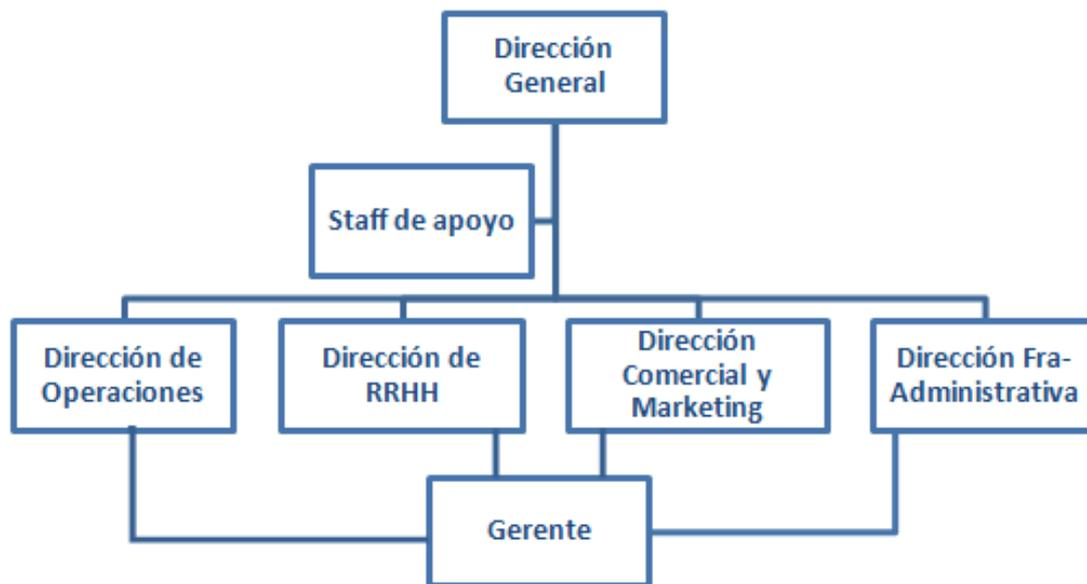 Dirección
General
Staff de apoyo
Dirección de
Operaciones
Dirección de
RRHH
Dirección
Comercial y
Marketing
Dirección Fra-
Administrativa
Gerente